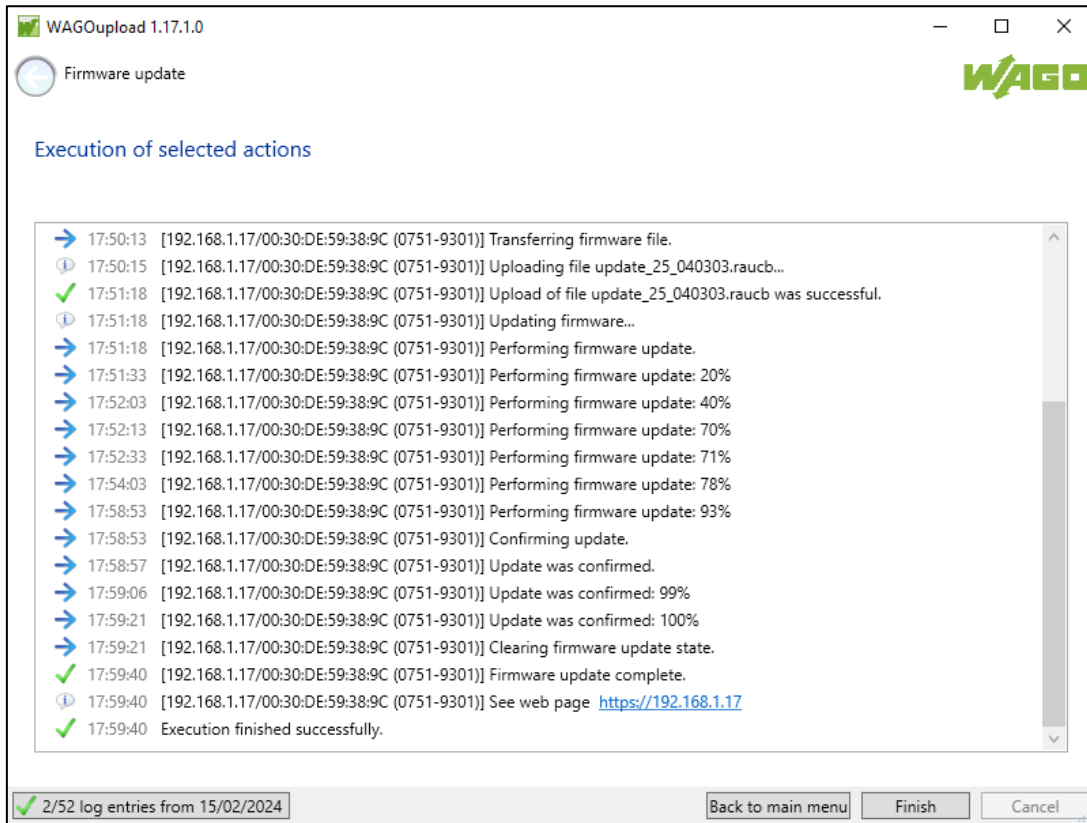 WAGOupload 1.17.1.0
Firmware update
WAGO
Execution of selected actions
17:50:13 [192.168.1.17/00:30:DE:59:38:9C (0751-9301)] Transferring firmware file.
17:50:15 [192.168.1.17/00:30:DE:59:38:9C (0751-9301)] Uploading file update_25_040303.raucb...
17:51:18 [192.168.1.17/00:30:DE:59:38:9C (0751-9301)] Upload of file update_25_040303.raucb was successful.
17:51:18 [192.168.1.17/00:30:DE:59:38:9C (0751-9301)] Updating firmware...
17:51:18 [192.168.1.17/00:30:DE:59:38:9C (0751-9301)] Performing firmware update.
17:51:33 [192.168.1.17/00:30:DE:59:38:9C (0751-9301)] Performing firmware update: 20%
17:52:03 [192.168.1.17/00:30:DE:59:38:9C (0751-9301)] Performing firmware update: 40%
17:52:13 [192.168.1.17/00:30:DE:59:38:9C (0751-9301)] Performing firmware update: 70%
17:52:33 [192.168.1.17/00:30:DE:59:38:9C (0751-9301)] Performing firmware update: 71%
17:54:03 [192.168.1.17/00:30:DE:59:38:9C (0751-9301)] Performing firmware update: 78%
17:58:53 [192.168.1.17/00:30:DE:59:38:9C (0751-9301)] Performing firmware update: 93%
17:58:53 [192.168.1.17/00:30:DE:59:38:9C (0751-9301)] Confirming update.
17:58:57 [192.168.1.17/00:30:DE:59:38:9C (0751-9301)] Update was confirmed.
17:59:06 [192.168.1.17/00:30:DE:59:38:9C (0751-9301)] Update was confirmed: 99%
17:59:21 [192.168.1.17/00:30:DE:59:38:9C (0751-9301)] Update was confirmed: 100%
17:59:21 [192.168.1.17/00:30:DE:59:38:9C (0751-9301)] Clearing firmware update state.
17:59:40 [192.168.1.17/00:30:DE:59:38:9C (0751-9301)] Firmware update complete.
17:59:40 [192.168.1.17/00:30:DE:59:38:9C (0751-9301)] See web page https://192.168.1.17
17:59:40 Execution finished successfully.
2/52 log entries from 15/02/2024 Back to main menu Finish Cancel